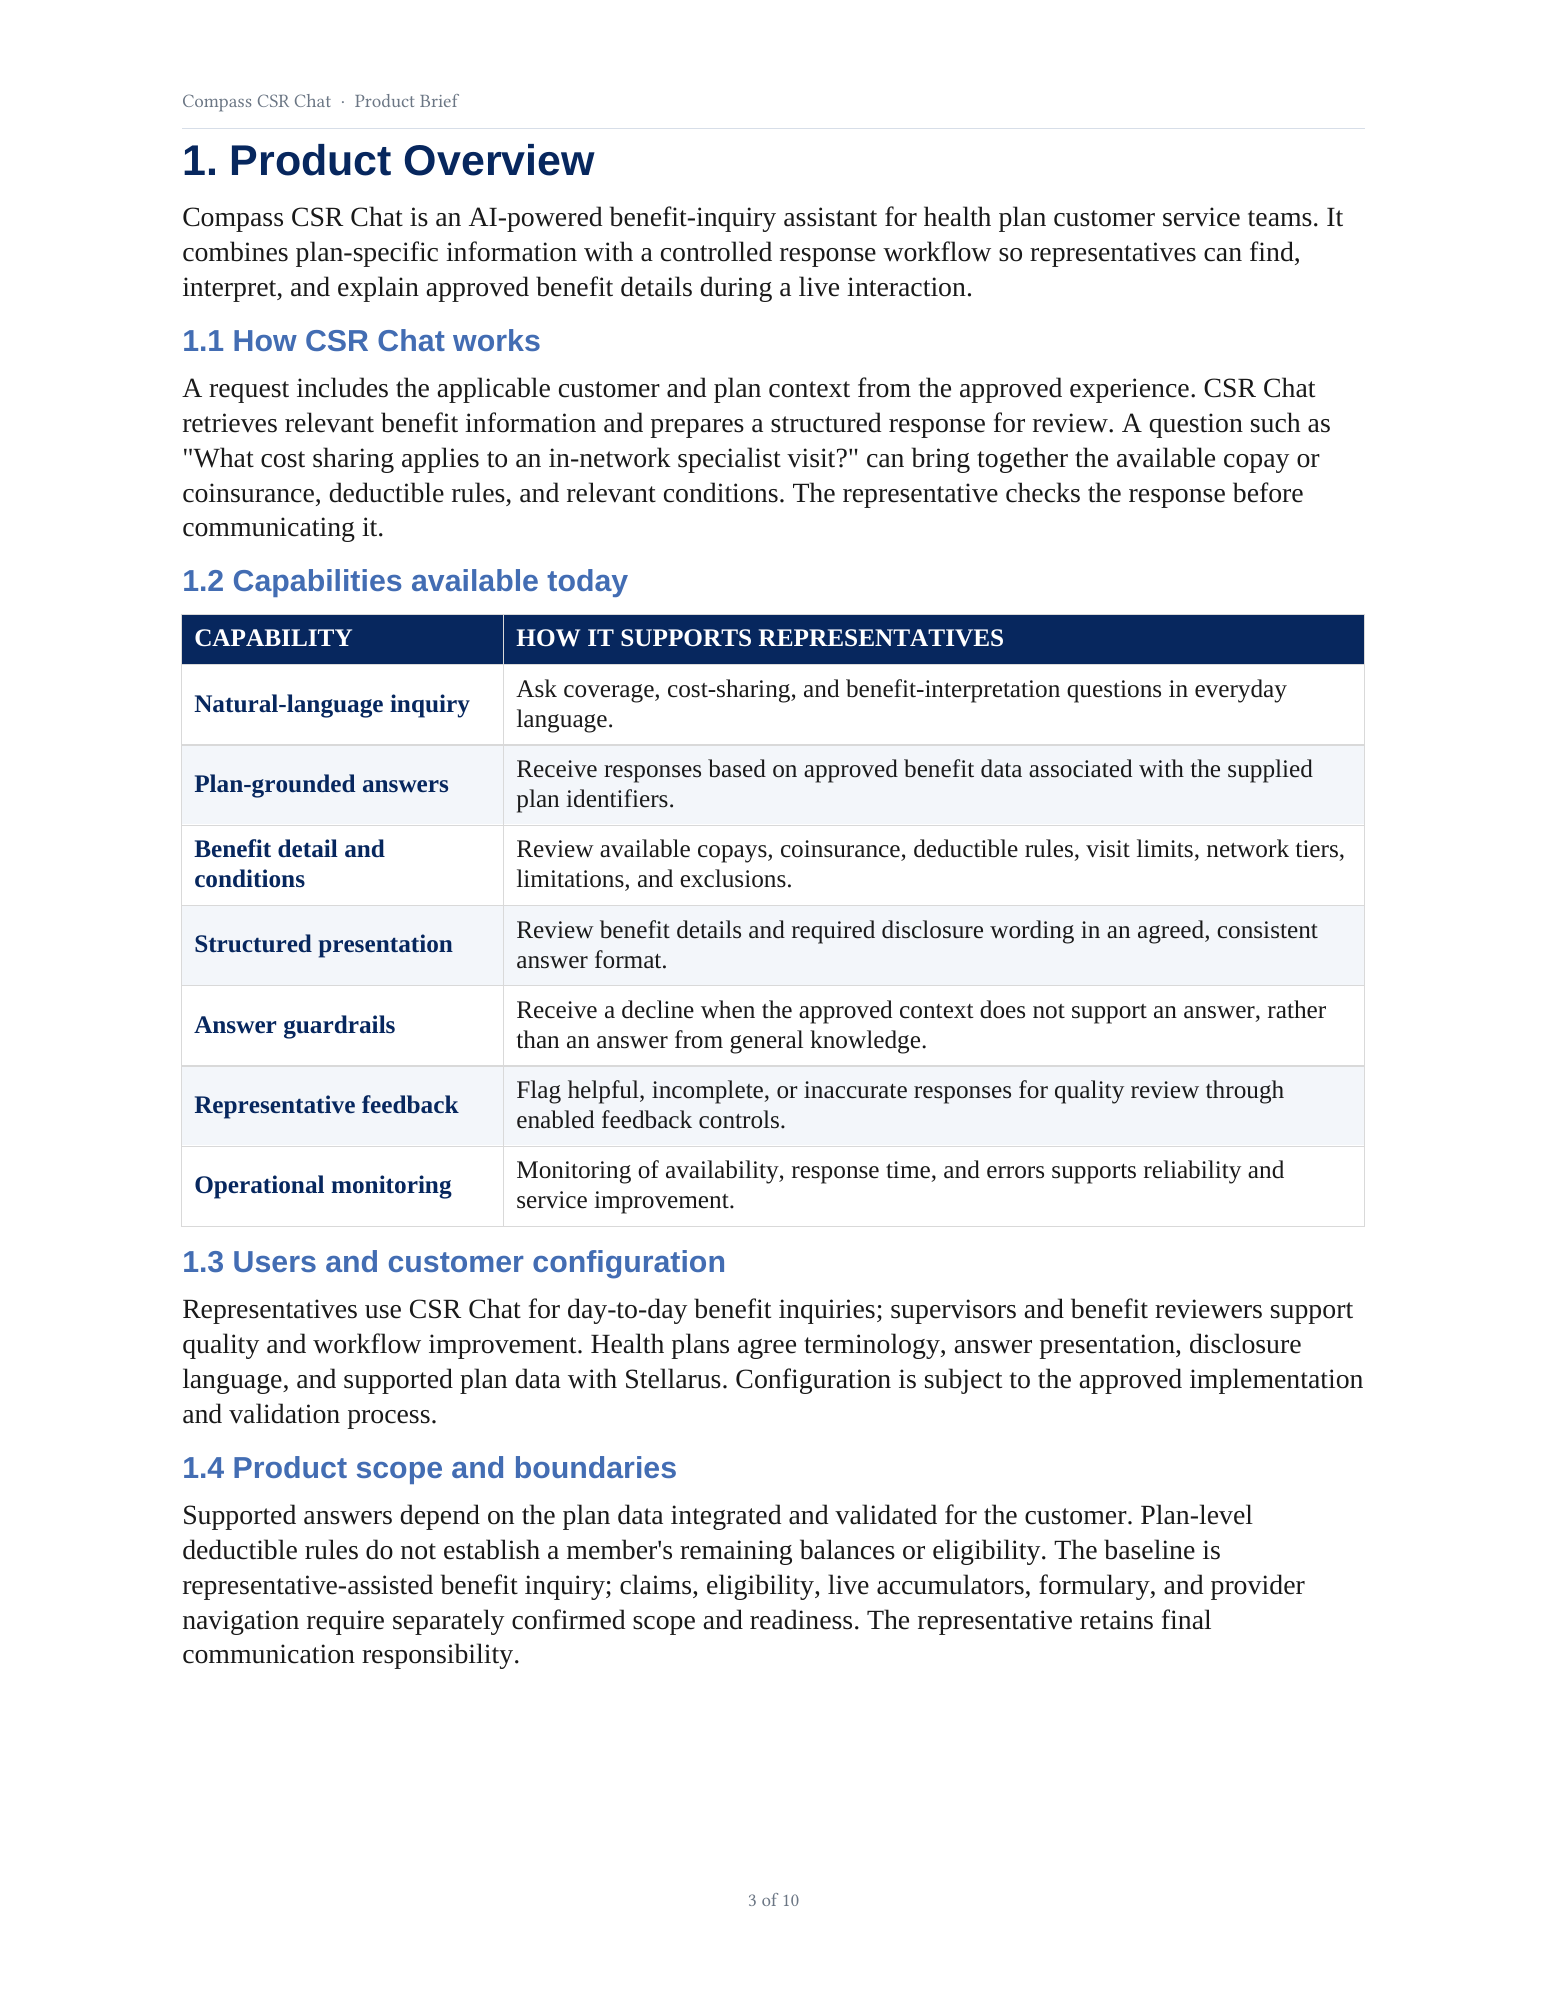 Compass CSR Chat · Product Brief
1. Product Overview
Compass CSR Chat is an AI-powered benefit-inquiry assistant for health plan customer service teams. It
combines plan-specific information with a controlled response workflow so representatives can find,
interpret, and explain approved benefit details during a live interaction.
1.1 How CSR Chat works
A request includes the applicable customer and plan context from the approved experience. CSR Chat
retrieves relevant benefit information and prepares a structured response for review. A question such as
"What cost sharing applies to an in-network specialist visit?" can bring together the available copay or
coinsurance, deductible rules, and relevant conditions. The representative checks the response before
communicating it.
1.2 Capabilities available today
CAPABILITY
HOW IT SUPPORTS REPRESENTATIVES
Natural-language inquiry
Ask coverage, cost-sharing, and benefit-interpretation questions in everyday
language.
Plan-grounded answers
Receive responses based on approved benefit data associated with the supplied
plan identifiers.
Benefit detail and
conditions
Review available copays, coinsurance, deductible rules, visit limits, network tiers,
limitations, and exclusions.
Structured presentation
Review benefit details and required disclosure wording in an agreed, consistent
answer format.
Answer guardrails
Receive a decline when the approved context does not support an answer, rather
than an answer from general knowledge.
Representative feedback
Flag helpful, incomplete, or inaccurate responses for quality review through
enabled feedback controls.
Operational monitoring
Monitoring of availability, response time, and errors supports reliability and
service improvement.
1.3 Users and customer configuration
Representatives use CSR Chat for day-to-day benefit inquiries; supervisors and benefit reviewers support
quality and workflow improvement. Health plans agree terminology, answer presentation, disclosure
language, and supported plan data with Stellarus. Configuration is subject to the approved implementation
and validation process.
1.4 Product scope and boundaries
Supported answers depend on the plan data integrated and validated for the customer. Plan-level
deductible rules do not establish a member's remaining balances or eligibility. The baseline is
representative-assisted benefit inquiry; claims, eligibility, live accumulators, formulary, and provider
navigation require separately confirmed scope and readiness. The representative retains final
communication responsibility.
3 of 10